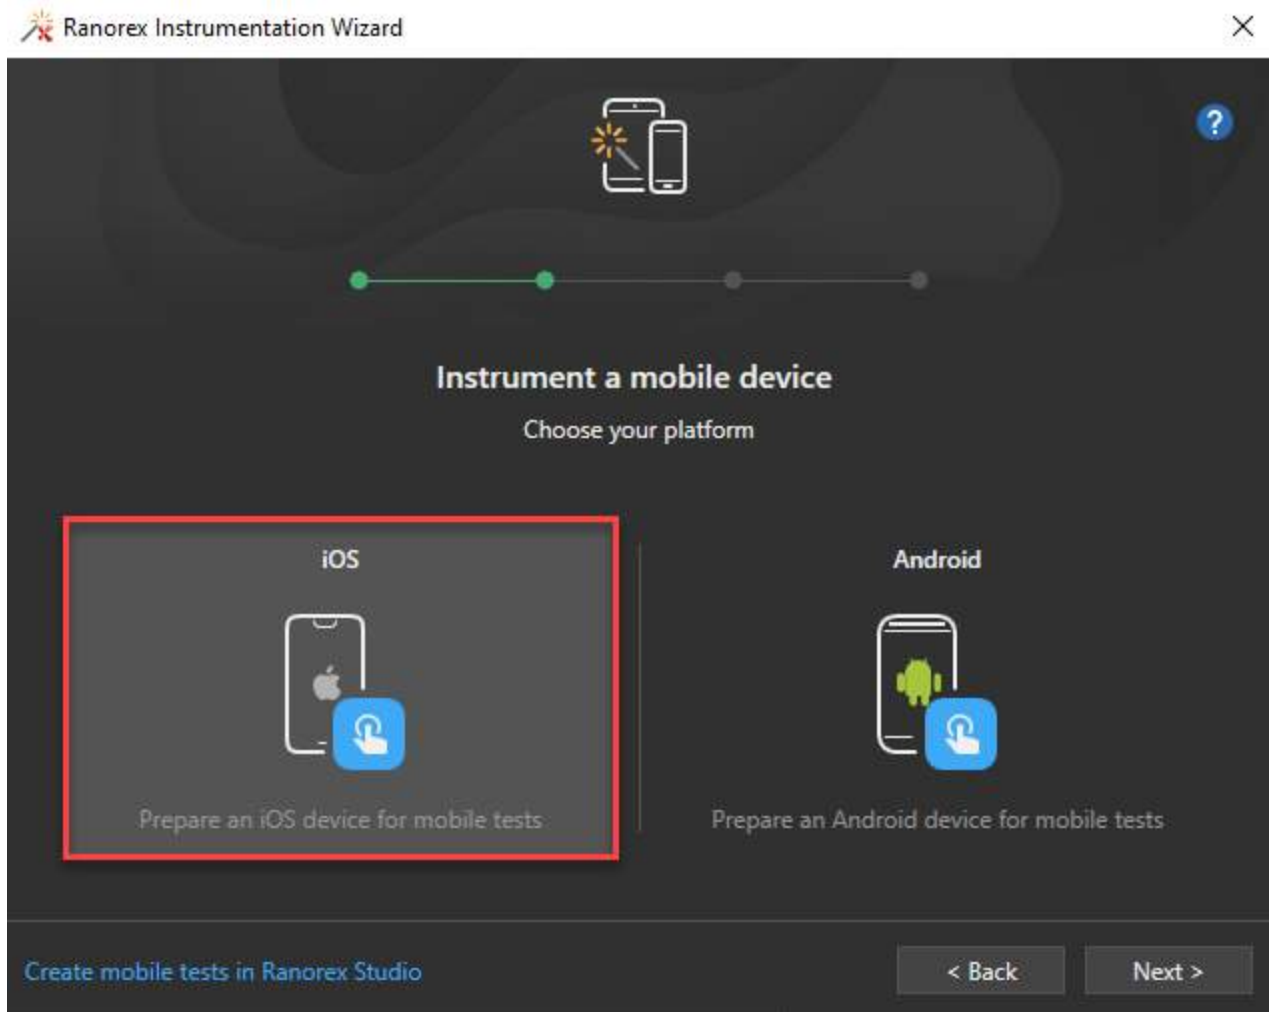 Ranorex Instrumentation Wizard
?
Instrument a mobile device
Choose your platform
iOS
Android
Prepare an iOS device for mobile tests
Prepare an Android device for mobile tests
Create mobile tests in Ranorex Studio
< Back
Next >